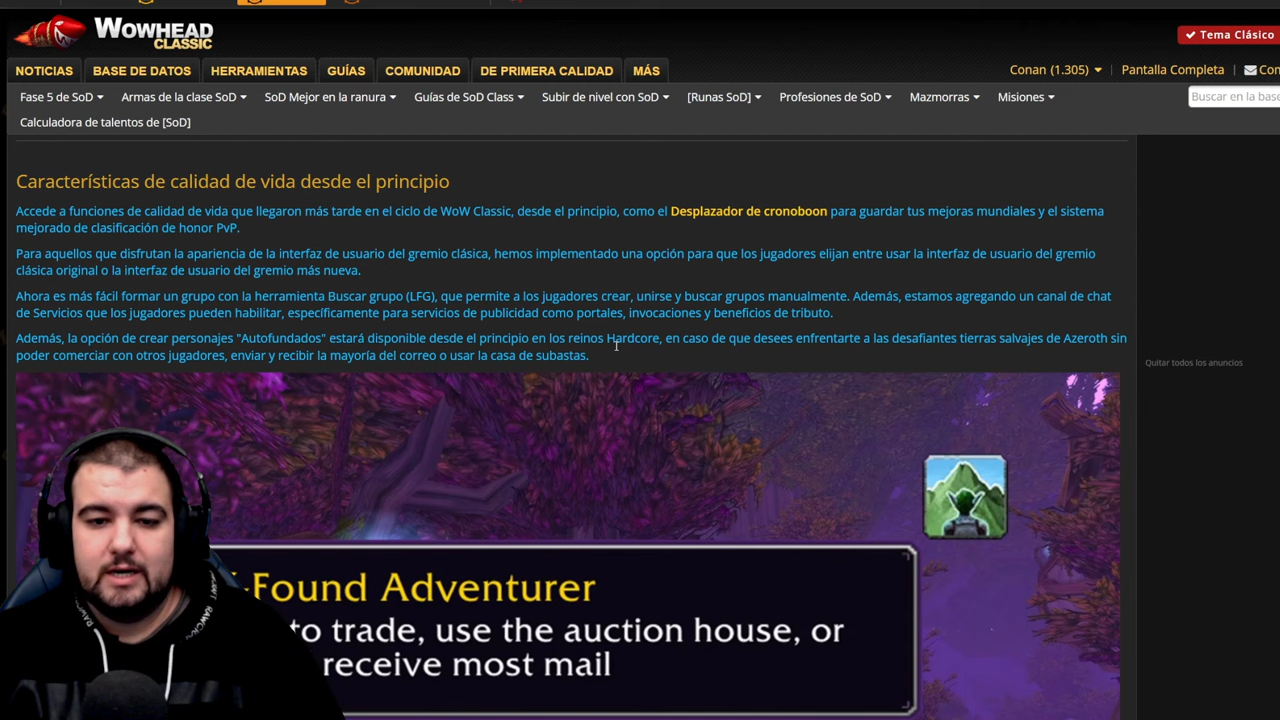 WOWHEAD
CLASSIC
Tema Clásico
NOTICIAS BASE DE DATOS HERRAMIENTAS GUÍAS COMUNIDAD DE PRIMERA CALIDAD MÁS
Conan (1.305) | Pantalla Completa |
Fase 5 de SoD Armas de la clase SoD SoD Mejor en la ranura Guías de SoD Class Subir de nivel con SoD [Runas SoD] Profesiones de SoD Mazmorras Misiones
Buscar en la base
Calculadora de talentos de [SoD]
Características de calidad de vida desde el principio
Accede a funciones de calidad de vida que llegaron más tarde en el ciclo de WoW Classic, desde el principio, como el Desplazador de cronoboon para guardar tus mejoras mundiales y el sistema
mejorado de clasificación de honor PvP.
Para aquellos que disfrutan la apariencia de la interfaz de usuario del gremio clásica, hemos implementado una opción para que los jugadores elijan entre usar la interfaz de usuario del gremio
clásica original o la interfaz de usuario del gremio más nueva.
Ahora es más fácil formar un grupo con la herramienta Buscar grupo (LFG), que permite a los jugadores crear, unirse y buscar grupos manualmente. Además, estamos agregando un canal de chat
de Servicios que los jugadores pueden habilitar, específicamente para servicios de publicidad como portales, invocaciones y beneficios de tributo.
Además, la opción de crear personajes "Autofundados" estará disponible desde el principio en los reinos Hardcore, en caso de que desees enfrentarte a las desafiantes tierras salvajes de Azeroth sin
poder comerciar con otros jugadores, enviar y recibir la mayoría del correo o usar la casa de subastas.
Quitar todos los anuncios
-Found Adventurer
to trade, use the auction house, or
receive most mail